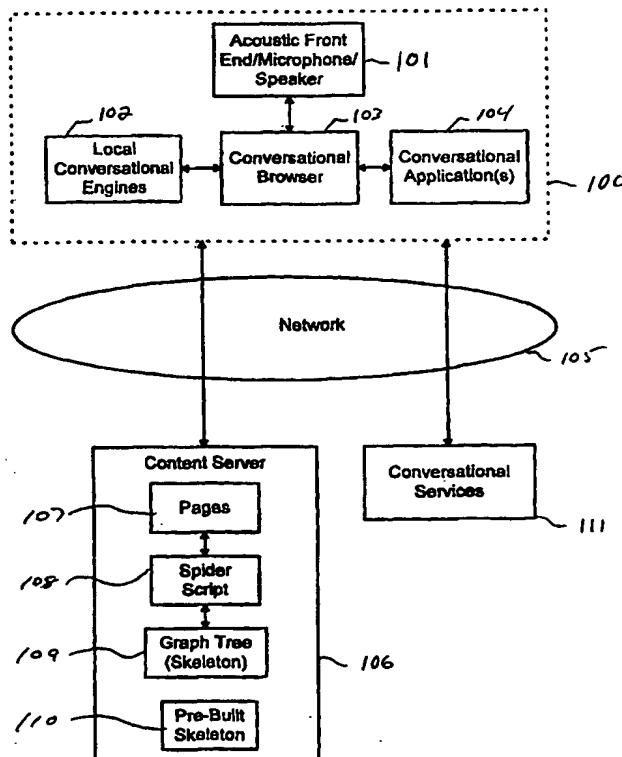 Acoustic Front
End/Microphone/
Speaker
101
102
103
104
Local
Conversational
Engines
Conversational
Browser
Conversational
Application(s)
100
Network
105
Content Server
Pages
107
Conversational
Services
111
Spider
Script
108
Graph Tree
(Skeleton)
109
106
Pre-Built
Skeleton
110